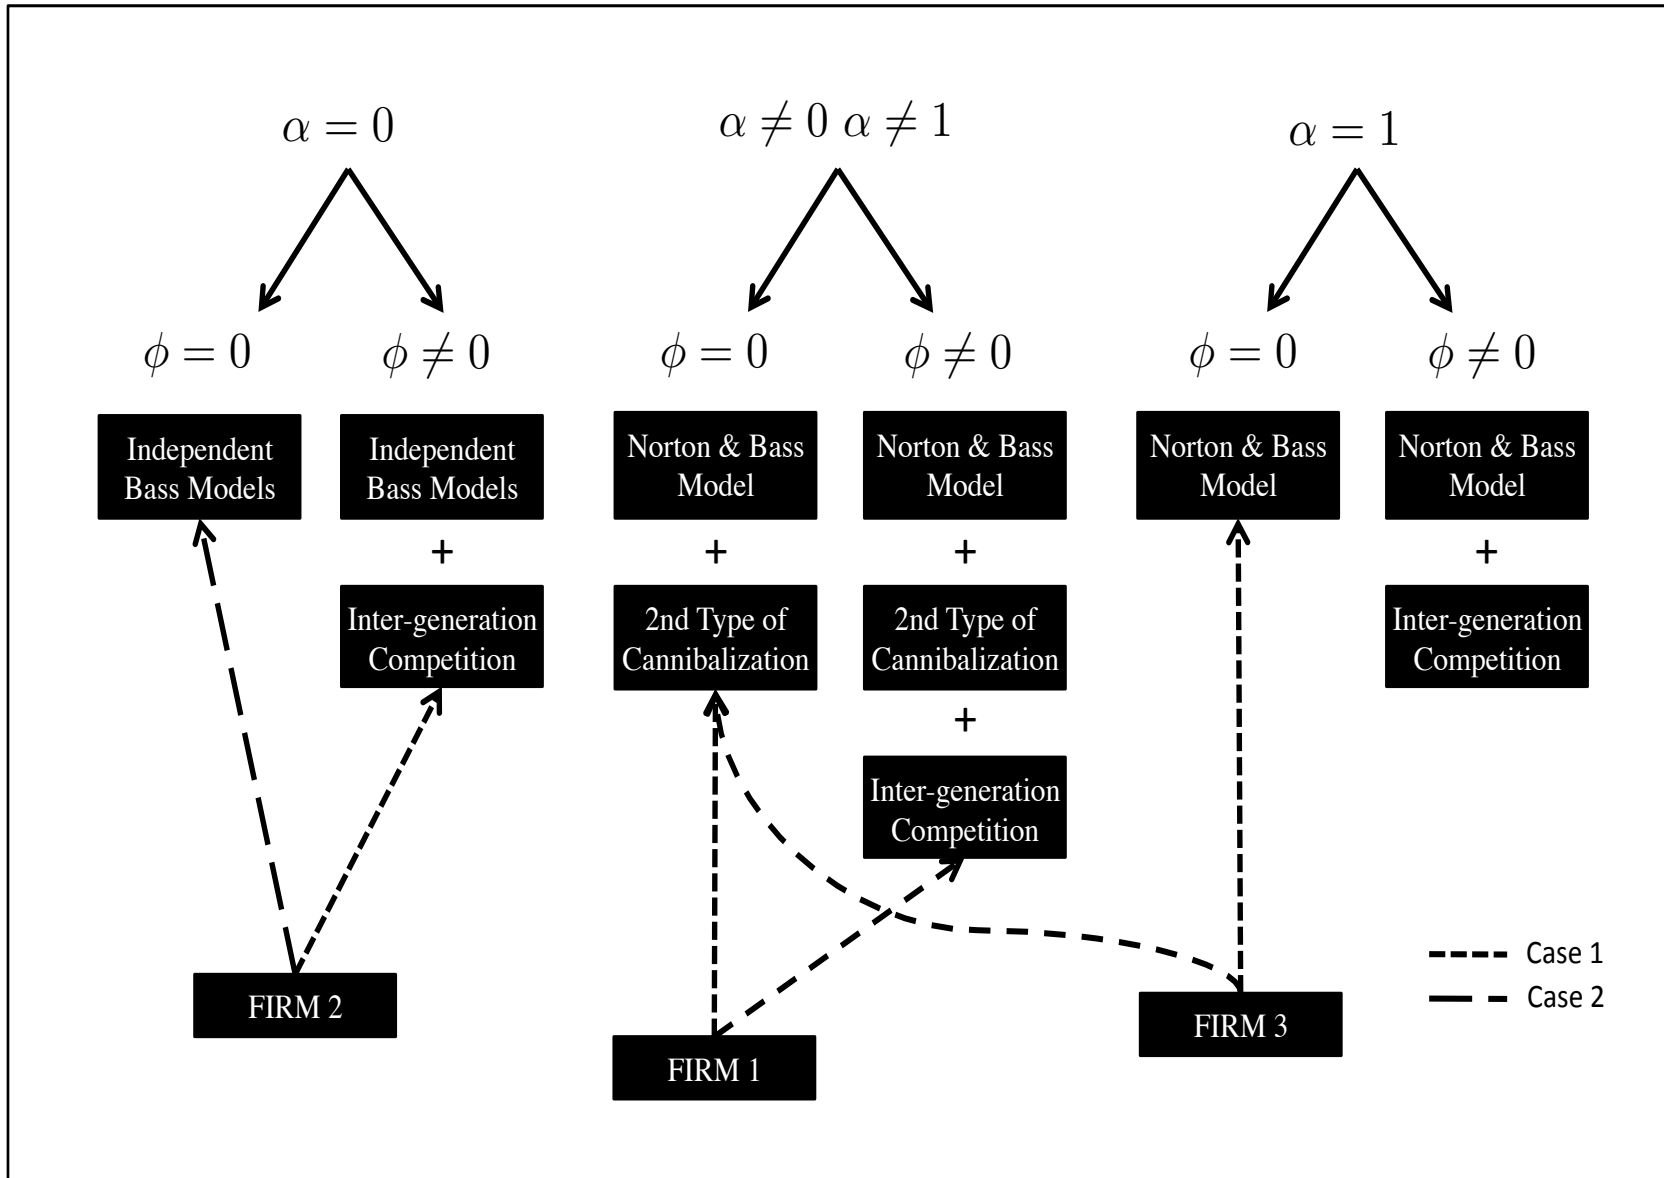 α = 0
α ≠ 0 α ≠ 1
α = 1
ϕ = 0
ϕ ≠ 0
ϕ = 0
ϕ ≠ 0
ϕ = 0
ϕ ≠ 0
Independent
Bass Models
Independent
Bass Models
Norton & Bass
Model
Norton & Bass
Model
Norton & Bass
Model
Norton & Bass
Model
+
+
+
+
Inter-generation
Competition
2nd Type of
Cannibalization
2nd Type of
Cannibalization
Inter-generation
Competition
+
Inter-generation
Competition
Case 1
Case 2
FIRM 2
FIRM 1
FIRM 3